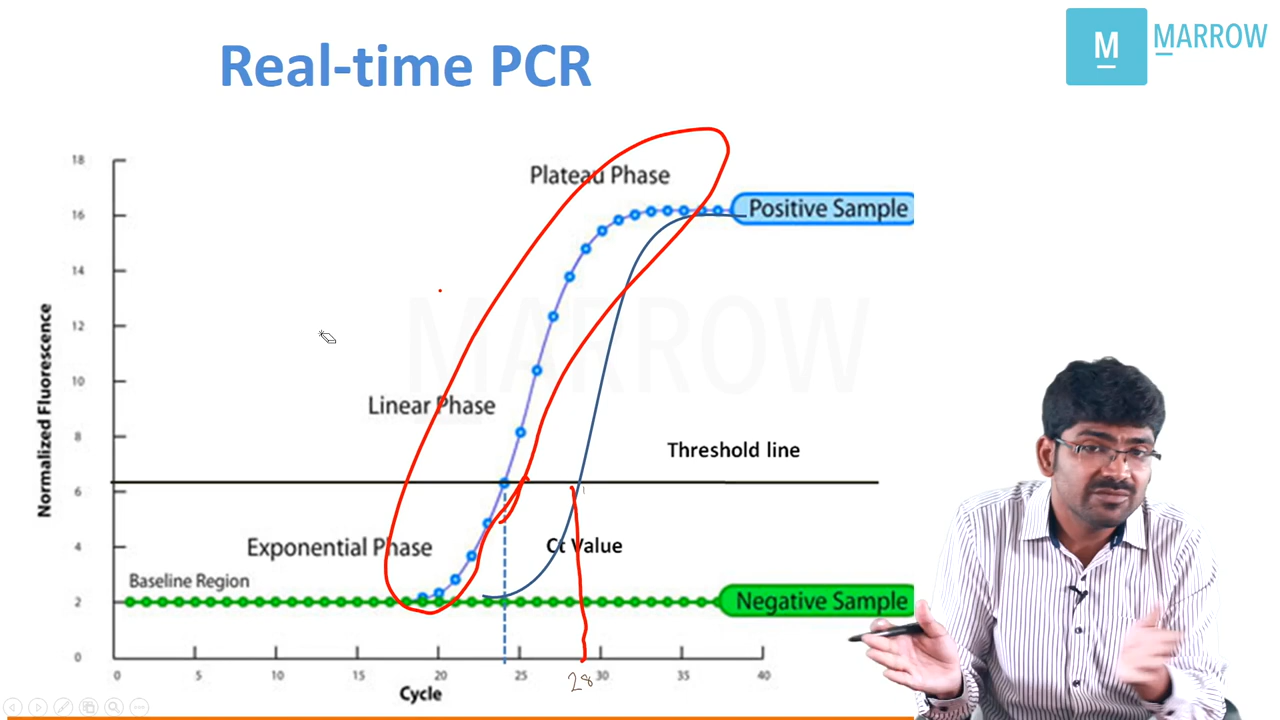 Real-time PCR
M
MARROW
18
16
14
12
10
8
6
4
2
0
Normalized Fluorescence
Plateau Phase
Positive Sample
MARROW
Linear Phase
Threshold line
Exponential Phase
Ct Value
Baseline Region
Negative Sample
0 5 10 15 20 25 30 35 40
28
Cycle